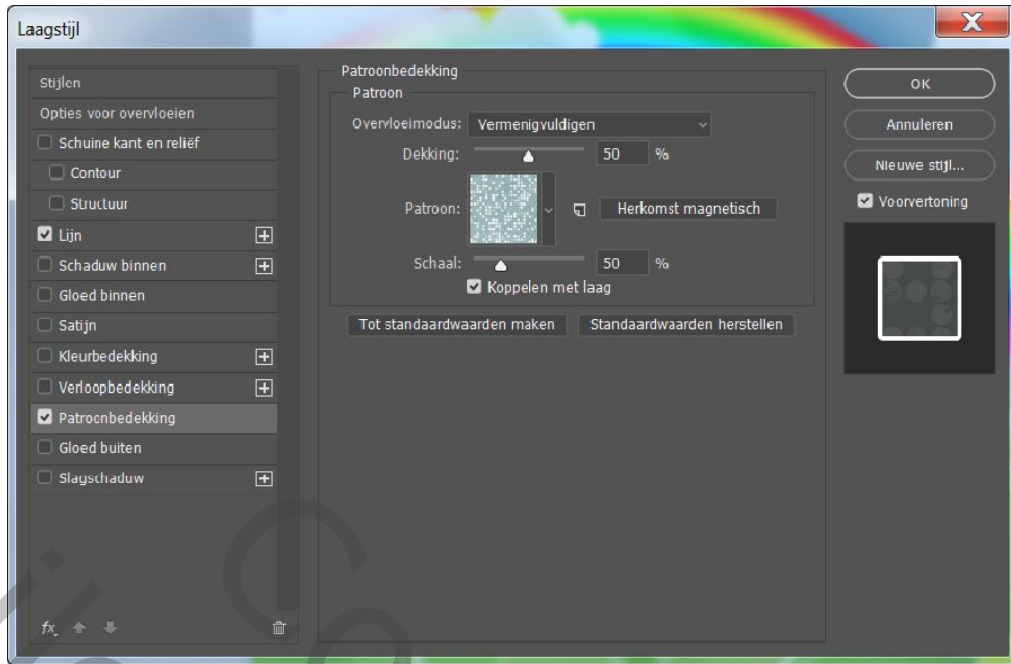 Laagstijl
Stijlen
Opties voor overvloeien
Schuine kant en reliëf
Contour
Structuur
Lijn
Schaduw binnen
Gloed binnen
Satijn
Kleurbedekking
Verloopbedekking
Patroonbedekking
Gloed buiten
Slagschaduw
fx
Patroonbedekking
Patroon
Overvloeimodus: Vermenigvuldigen
Dekking: 50 %
Patroon: Herkomst magnetisch
Schaal: 50 %
Koppelen met laag
Tot standaardwaarden maken Standaardwaarden herstellen
OK
Annuleren
Nieuwe stijl...
Voorvertoning